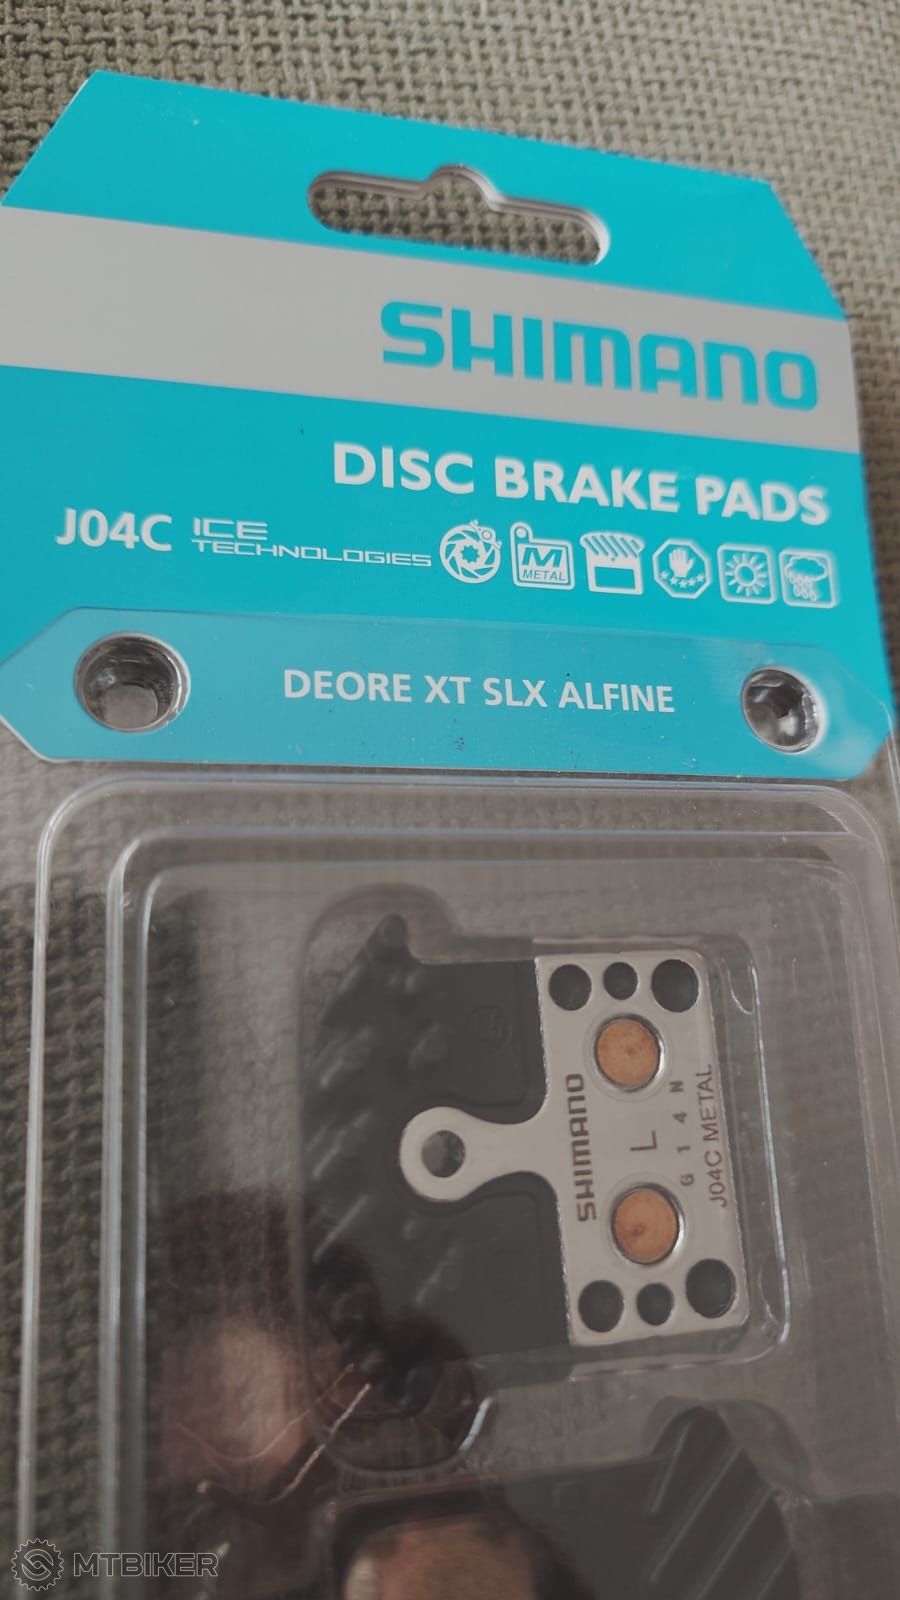 SHIMANO
DISC BRAKE PADS
J04C ICE TECHNOLOGIES
M METAL
DEORE XT SLX ALFINE
SHIMANO
L
G 1 4 N
J04C METAL
MTBIKER